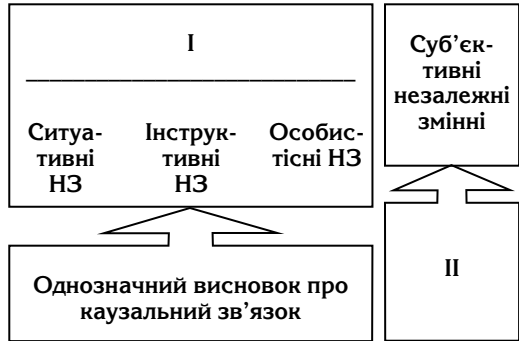 I
Ситуа-
тивні
НЗ
Інструк-
тивні
НЗ
Особис-
тісні НЗ
Суб’єк-
тивні
незалежні
змінні
Однозначний висновок про
каузальний зв’язок
II